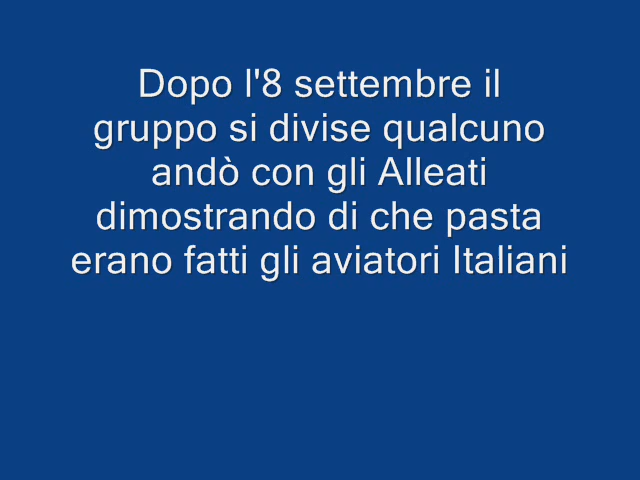 Dopo l'8 settembre il
gruppo si divise qualcuno
andò con gli Alleati
dimostrando di che pasta
erano fatti gli aviatori Italiani